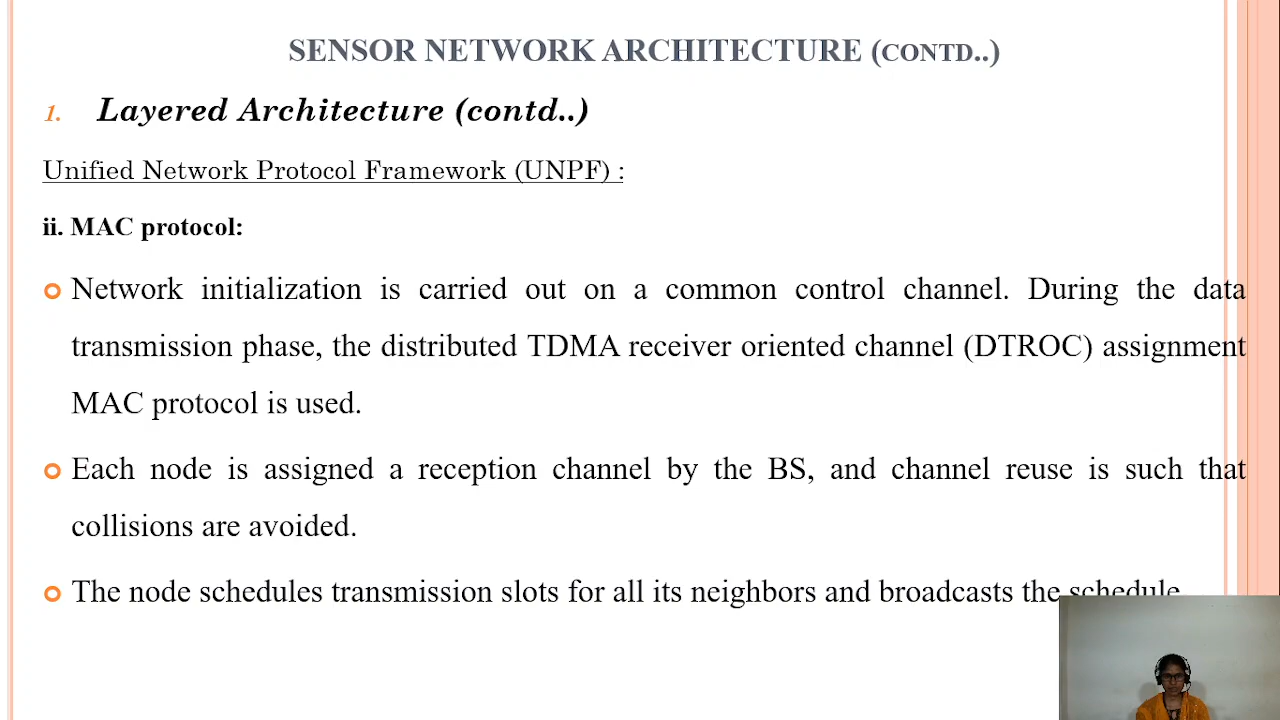 SENSOR NETWORK ARCHITECTURE (CONTD..)
1. Layered Architecture (contd..)
Unified Network Protocol Framework (UNPF) :
ii. MAC protocol:
Network initialization is carried out on a common control channel. During the data
transmission phase, the distributed TDMA receiver oriented channel (DTROC) assignment
MAC protocol is used.
Each node is assigned a reception channel by the BS, and channel reuse is such that
collisions are avoided.
The node schedules transmission slots for all its neighbors and broadcasts the schedule